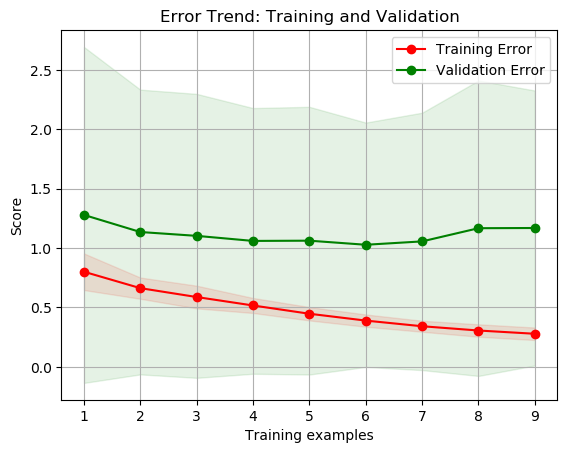 Error Trend: Training and Validation
Training Error
Validation Error
Score
2.5
2.0
1.5
1.0
0.5
0.0
1 2 3 4 5 6 7 8 9
Training examples